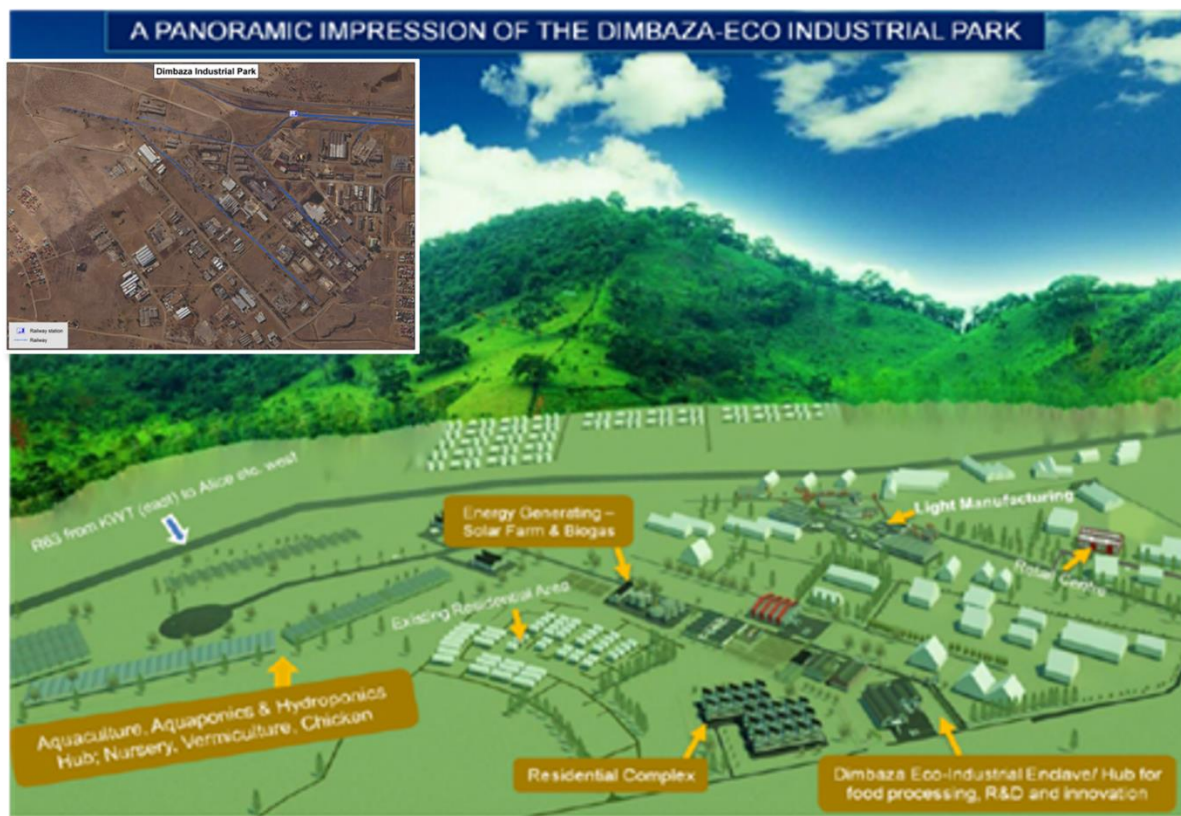 A PANORAMIC IMPRESSION OF THE DIMBAZA-ECO INDUSTRIAL PARK
Dimbaza Industrial Park
Railway station
Railway
R63 from KWT (east) to Alice etc. west
Energy Generating –
Solar Farm & Biogas
Light Manufacturing
Retail Centre
Existing Residential Area
Aquaculture, Aquaponics & Hydroponics
Hub; Nursery, Vermiculture, Chicken
Residential Complex
Dimbaza Eco-Industrial Enclave/ Hub for
food processing, R&D and innovation